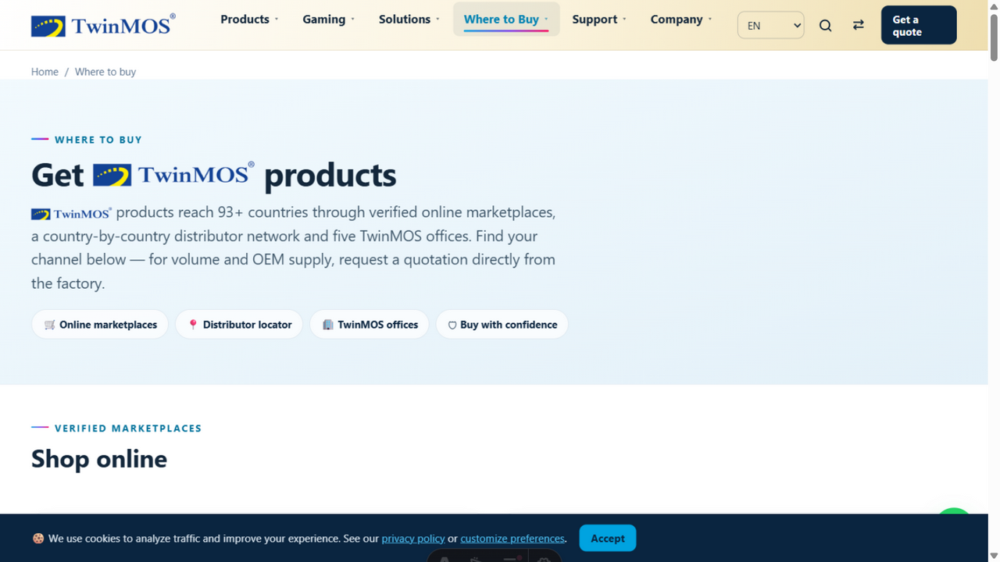 TwinMOS®
Products
Gaming
Solutions
Where to Buy
Support
Company
EN
Get a
quote
Home / Where to buy
WHERE TO BUY
Get TwinMOS® products
TwinMOS® products reach 93+ countries through verified online marketplaces,
a country-by-country distributor network and five TwinMOS offices. Find your
channel below — for volume and OEM supply, request a quotation directly from
the factory.
Online marketplaces
Distributor locator
TwinMOS offices
Buy with confidence
VERIFIED MARKETPLACES
Shop online
We use cookies to analyze traffic and improve your experience. See our privacy policy or customize preferences.
Accept